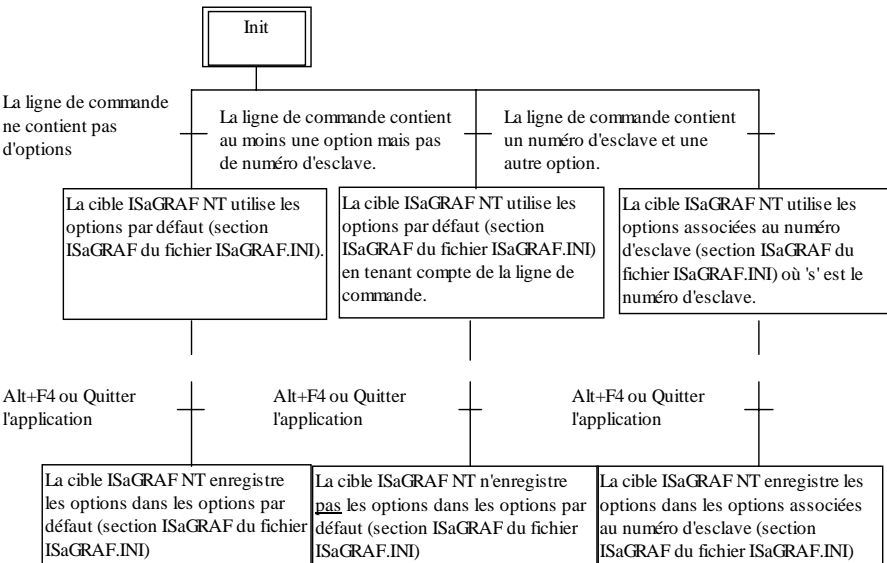 Init
La ligne de commande
ne contient pas
d'options
La ligne de commande contient
au moins une option mais pas
de numéro d'esclave.
La ligne de commande contient
un numéro d'esclave et une
autre option.
La cible ISaGRAF NT utilise les
options par défaut (section
ISaGRAF du fichier ISaGRAF.INI).
La cible ISaGRAF NT utilise les
options par défaut (section
ISaGRAF du fichier ISaGRAF.INI)
en tenant compte de la ligne de
commande.
La cible ISaGRAF NT utilise les
options associées au numéro
d'esclave (section ISaGRAF du
fichier ISaGRAF.INI) où 's' est le
numéro d'esclave.
Alt+F4 ou Quitter
l'application
Alt+F4 ou Quitter
l'application
Alt+F4 ou Quitter
l'application
La cible ISaGRAF NT enregistre
les options dans les options par
défaut (section ISaGRAF du fichier
ISaGRAF.INI)
La cible ISaGRAF NT n'enregistre
pas les options dans les options par
défaut (section ISaGRAF du fichier
ISaGRAF.INI)
La cible ISaGRAF NT enregistre les
options dans les options associées
au numéro d'esclave (section
ISaGRAF du fichier ISaGRAF.INI)